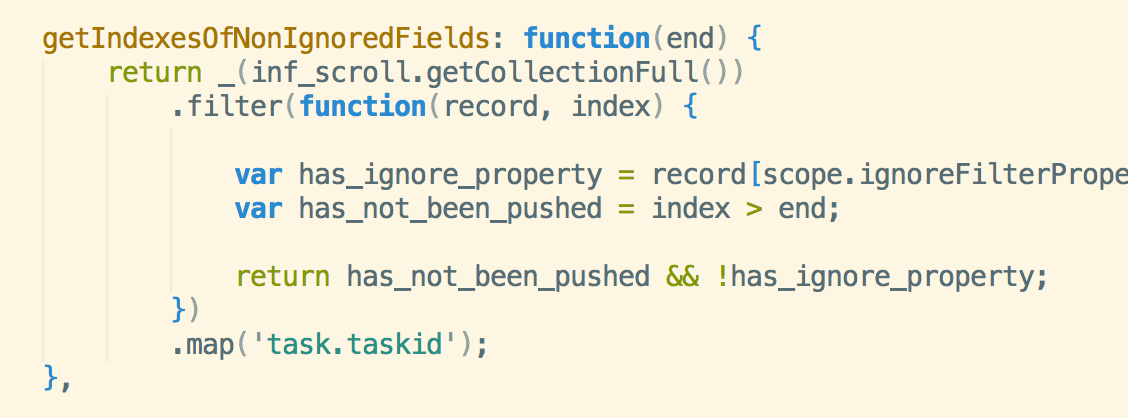 getIndexesOfNonIgnoredFields: function(end) {
return _(inf_scroll.getCollectionFull())
.filter(function(record, index) {
var has_ignore_property = record[scope.ignoreFilterPrope
var has_not_been_pushed = index > end;
return has_not_been_pushed && !has_ignore_property;
})
.map('task.taskid');
},